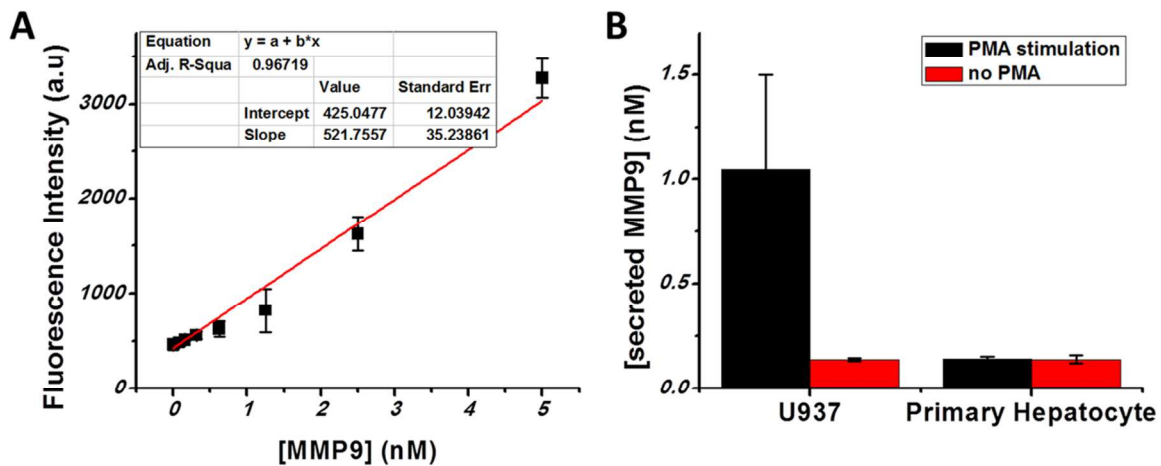 A
Equation y = a + b*x
Adj. R-Squa 0.96719
Value Standard Err
Intercept 425.0477 12.03942
Slope 521.7557 35.23861
Fluorescence Intensity (a.u)
3000
2000
1000
0
0 1 2 3 4 5
[MMP9] (nM)
B
PMA stimulation
no PMA
[secreted MMP9] (nM)
1.5
1.0
0.5
0.0
U937 Primary Hepatocyte